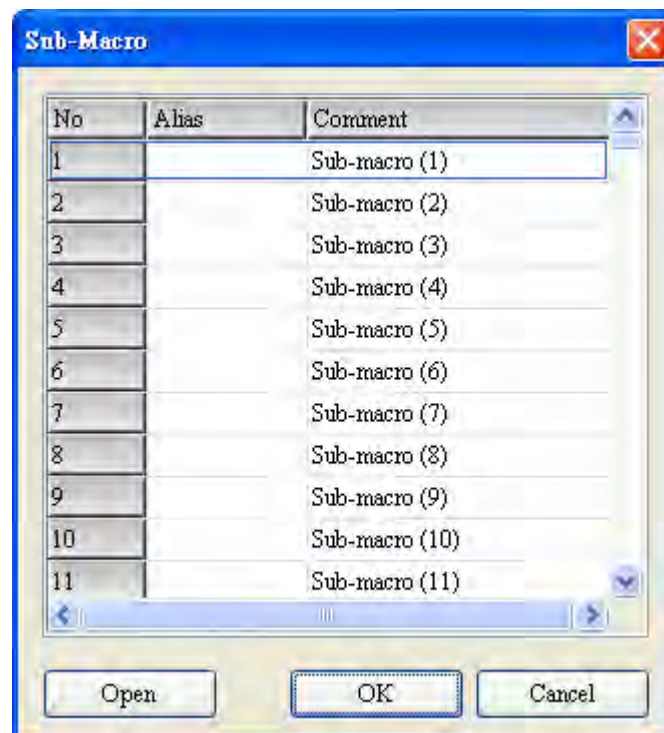 Sub-Macro
No Alias Comment
1 Sub-macro (1)
2 Sub-macro (2)
3 Sub-macro (3)
4 Sub-macro (4)
5 Sub-macro (5)
6 Sub-macro (6)
7 Sub-macro (7)
8 Sub-macro (8)
9 Sub-macro (9)
10 Sub-macro (10)
11 Sub-macro (11)
Open OK Cancel